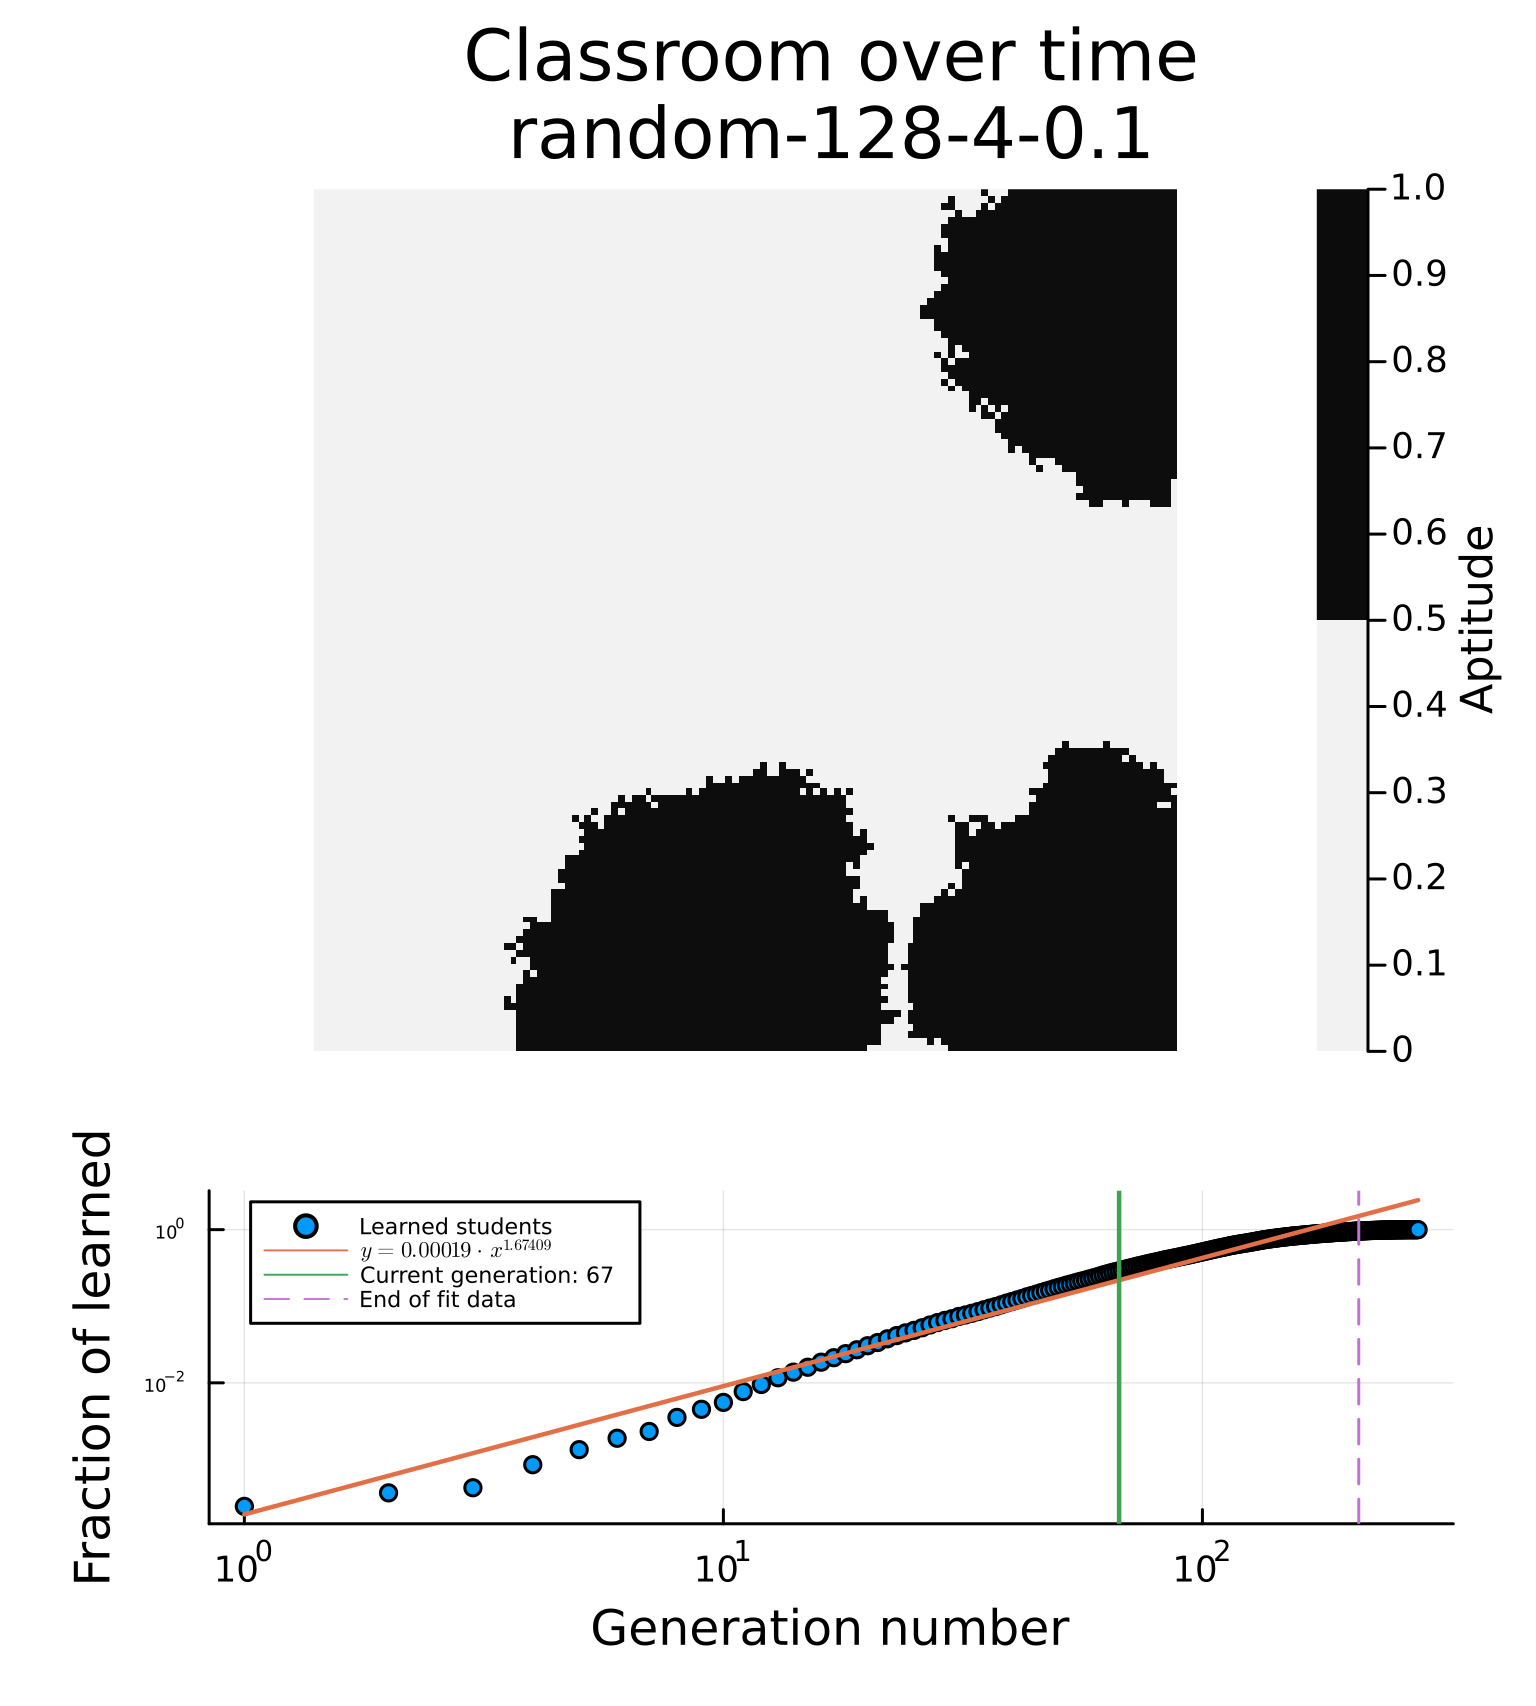 Classroom over time
random-128-4-0.1
1.0
0.9
0.8
0.7
0.6
0.5
0.4
0.3
0.2
0.1
0
Aptitude
Fraction of learned
10^0
10^-2
Learned students
y = 0.00019 · x^1.67409
Current generation: 67
End of fit data
10^0
10^1
10^2
Generation number